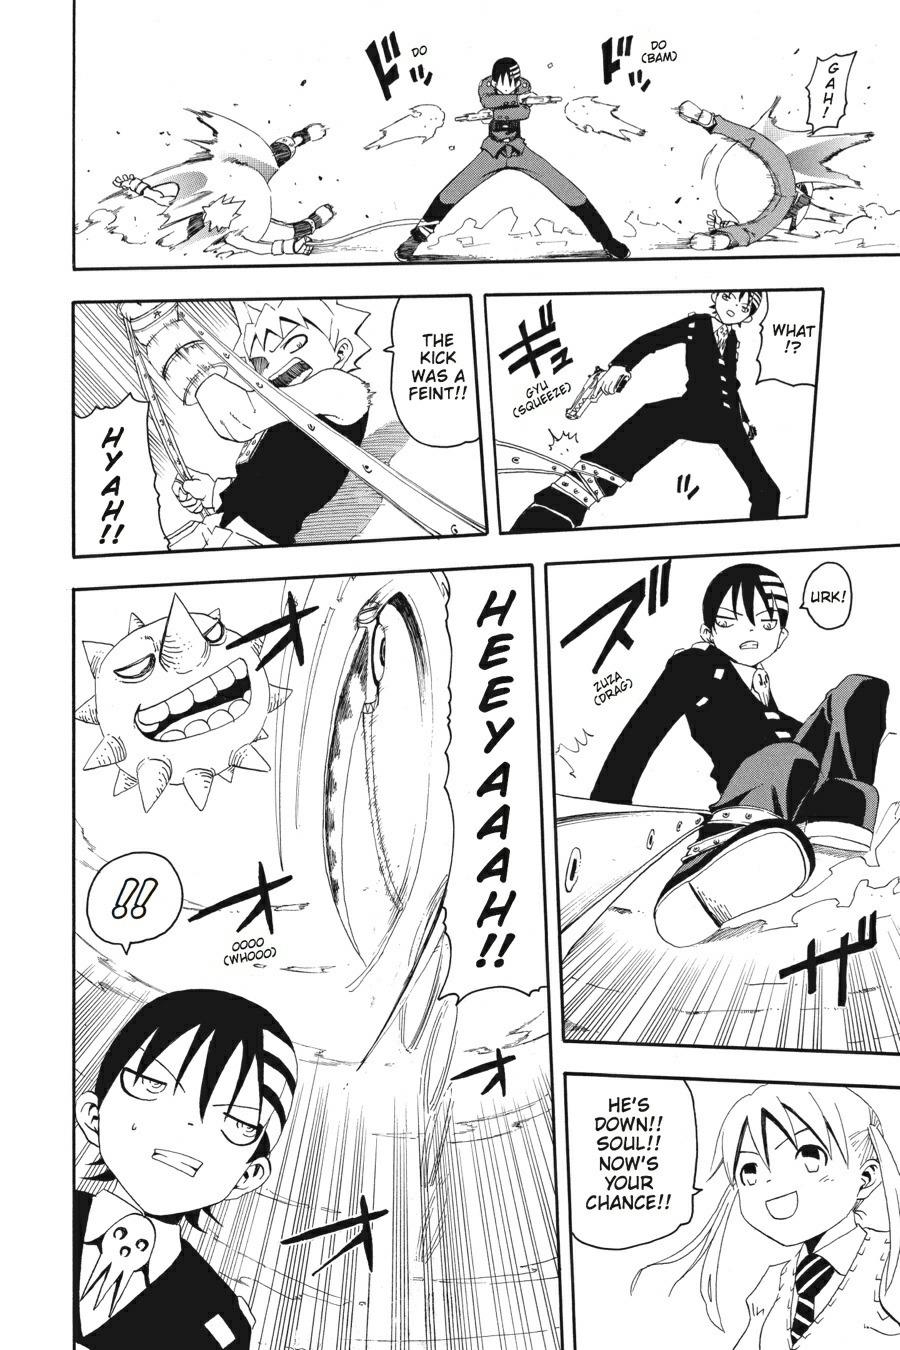 GAH!
ドッ
DO
(BAM)
ドッ
DO
WHAT
!?
ギュ
GYU
(SQUEEZE)
THE
KICK
WAS A
FEINT!!
HYAH!!
URK!
ズザ
ZUZA
(DRAG)
HE'S
DOWN!!
SOUL!!
NOW'S
YOUR
CHANCE!!
HEEYAAAH!!
オオオオ
OOOO
(WHOOO)
!!